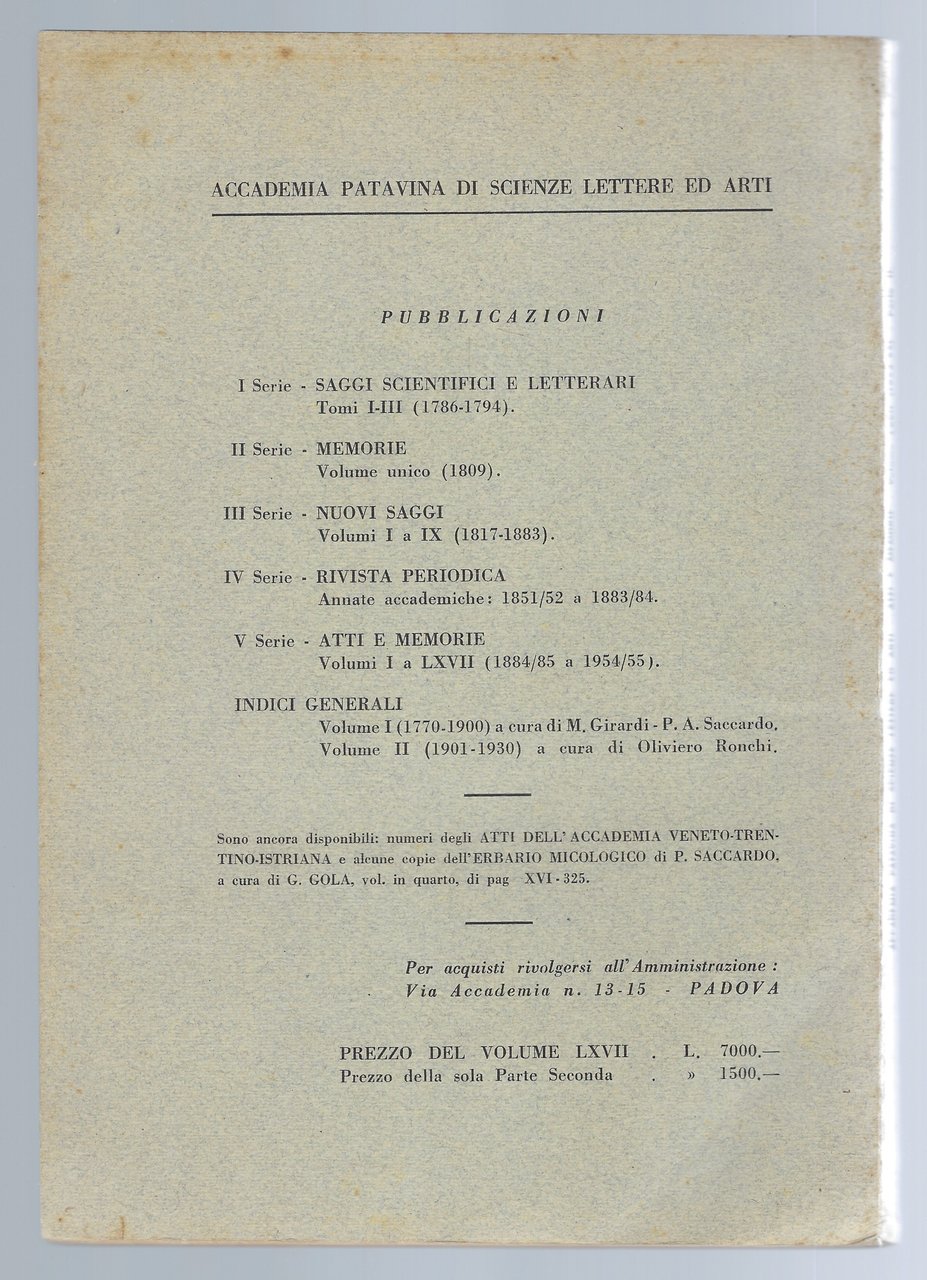 ACCADEMIA PATAVINA DI SCIENZE LETTERE ED ARTI
PUBBLICAZIONI
I Serie - SAGGI SCIENTIFICI E LETTERARI
Tomi I-III (1786-1794).
II Serie - MEMORIE
Volume unico (1809).
III Serie - NUOVI SAGGI
Volumi I a IX (1817-1883).
IV Serie - RIVISTA PERIODICA
Annate accademiche: 1851/52 a 1883/84.
V Serie - ATTI E MEMORIE
Volumi I a LXVII (1884/85 a 1954/55).
INDICI GENERALI
Volume I (1770-1900) a cura di M. Girardi - P. A. Saccardo.
Volume II (1901-1930) a cura di Oliviero Ronchi.
Sono ancora disponibili: numeri degli ATTI DELL'ACCADEMIA VENETO-TREN-
TINO-ISTRIANA e alcune copie dell'ERBARIO MICOLOGICO di P. SACCARDO,
a cura di G. GOLA, vol. in quarto, di pag XVI-325.
Per acquisti rivolgersi all'Amministrazione :
Via Accademia n. 13-15 - PADOVA
PREZZO DEL VOLUME LXVII . L. 7000.—
Prezzo della sola Parte Seconda . » 1500.—